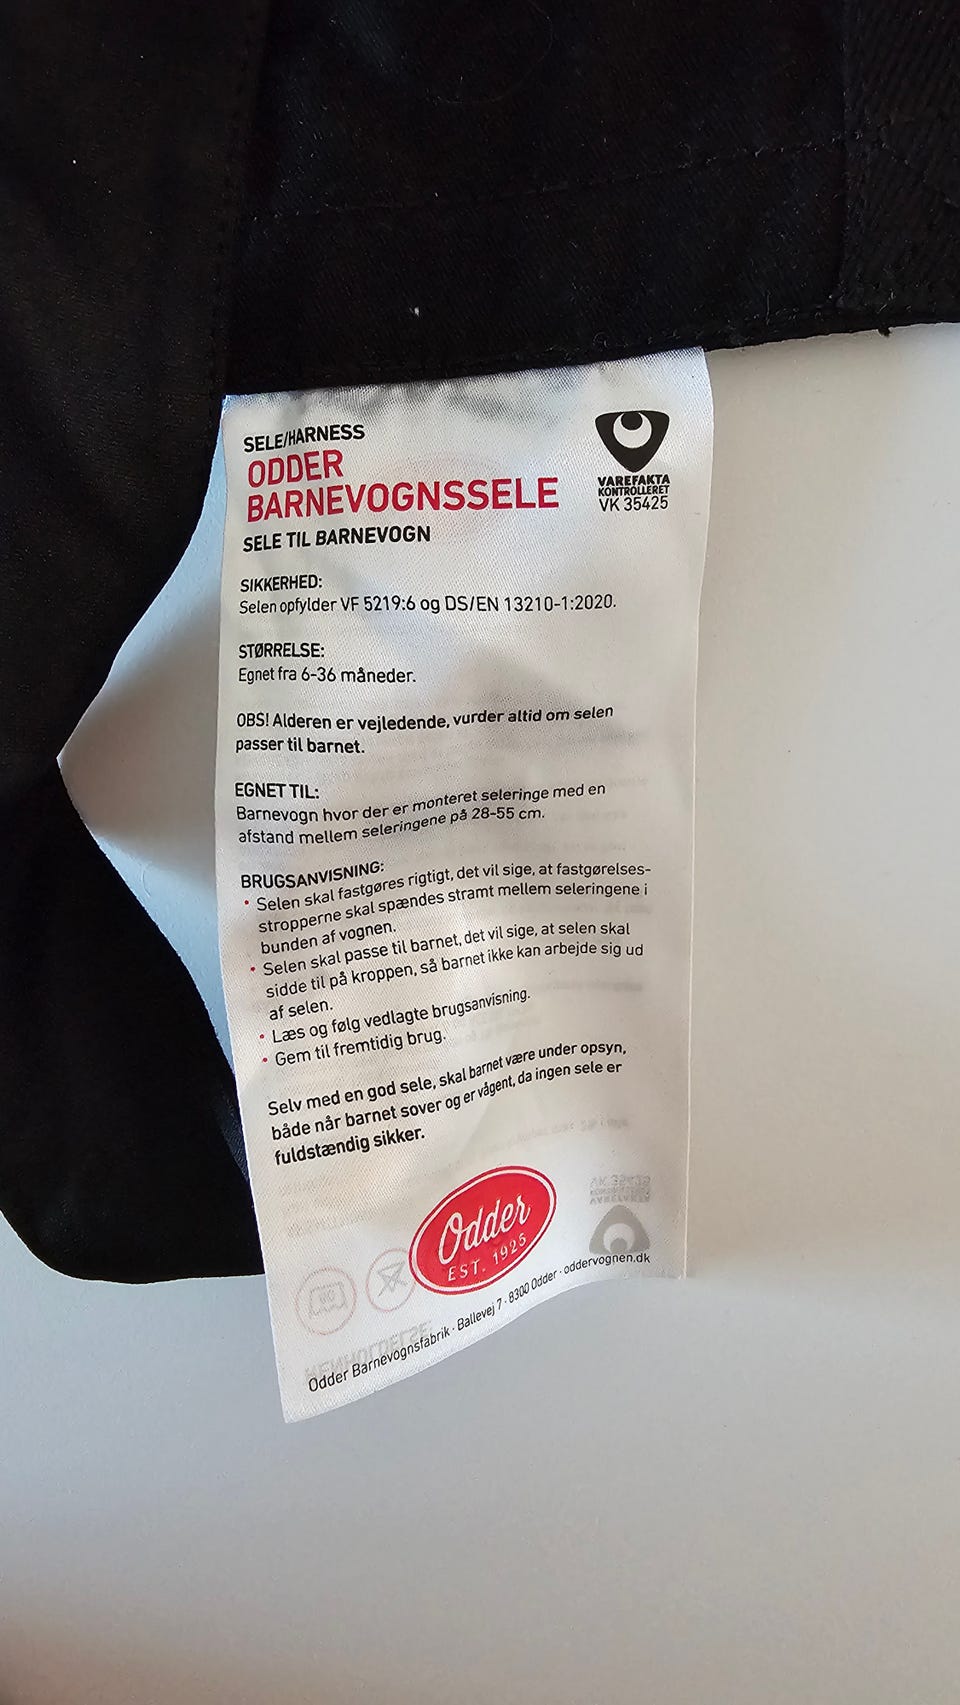 SELE/HARNESS
ODDER
BARNEVOGNSSELE
SELE TIL BARNEVOGN
VAREFAKTA
KONTROLLERET
VK 35425
SIKKERHED:
Selen opfylder VF 5219:6 og DS/EN 13210-1:2020.
STØRRELSE:
Egnet fra 6-36 måneder.
OBS! Alderen er vejledende, vurder altid om selen
passer til barnet.
EGNET TIL:
Barnevogn hvor der er monteret seleringe med en
afstand mellem seleringene på 28-55 cm.
BRUGSANVISNING:
• Selen skal fastgøres rigtigt, det vil sige, at fastgørelses-
stropperne skal spændes stramt mellem seleringene i
bunden af vognen.
• Selen skal passe til barnet, det vil sige, at selen skal
sidde til på kroppen, så barnet ikke kan arbejde sig ud
af selen.
• Læs og følg vedlagte brugsanvisning.
• Gem til fremtidig brug.
Selv med en god sele, skal barnet være under opsyn,
både når barnet sover og er vågent, da ingen sele er
fuldstændig sikker.
Odder
EST. 1925
Odder Barnevognsfabrik · Ballevej 7 · 8300 Odder · oddervognen.dk